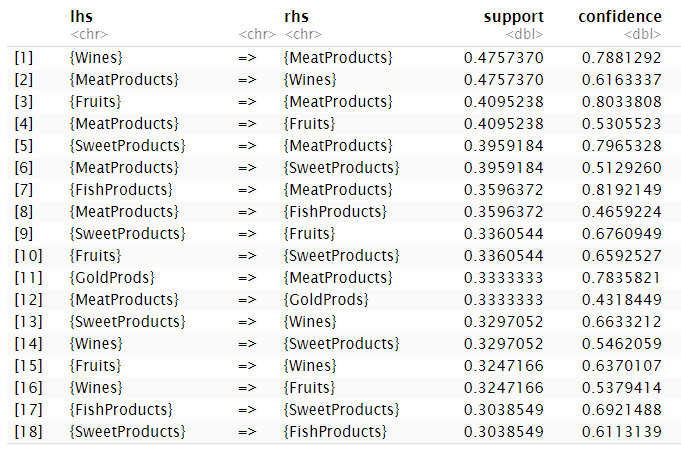 lhs rhs support confidence
<chr> <chr> <chr> <dbl> <dbl>
[1] {Wines} => {MeatProducts} 0.4757370 0.7881292
[2] {MeatProducts} => {Wines} 0.4757370 0.6163337
[3] {Fruits} => {MeatProducts} 0.4095238 0.8033808
[4] {MeatProducts} => {Fruits} 0.4095238 0.5305523
[5] {SweetProducts} => {MeatProducts} 0.3959184 0.7965328
[6] {MeatProducts} => {SweetProducts} 0.3959184 0.5129260
[7] {FishProducts} => {MeatProducts} 0.3596372 0.8192149
[8] {MeatProducts} => {FishProducts} 0.3596372 0.4659224
[9] {SweetProducts} => {Fruits} 0.3360544 0.6760949
[10] {Fruits} => {SweetProducts} 0.3360544 0.6592527
[11] {GoldProds} => {MeatProducts} 0.3333333 0.7835821
[12] {MeatProducts} => {GoldProds} 0.3333333 0.4318449
[13] {SweetProducts} => {Wines} 0.3297052 0.6633212
[14] {Wines} => {SweetProducts} 0.3297052 0.5462059
[15] {Fruits} => {Wines} 0.3247166 0.6370107
[16] {Wines} => {Fruits} 0.3247166 0.5379414
[17] {FishProducts} => {SweetProducts} 0.3038549 0.6921488
[18] {SweetProducts} => {FishProducts} 0.3038549 0.6113139